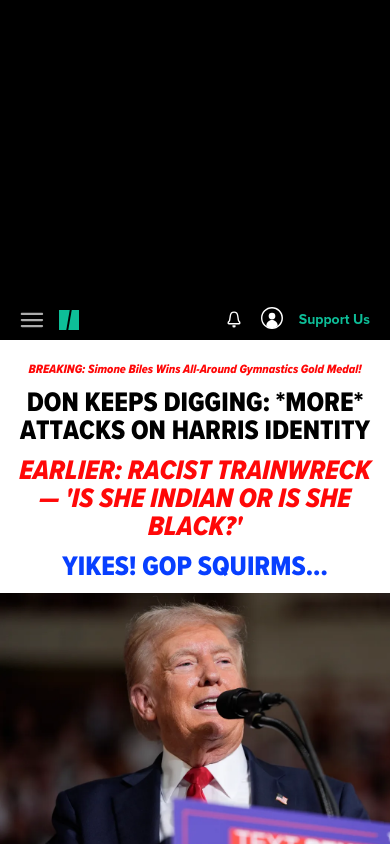 Support Us
BREAKING: Simone Biles Wins All-Around Gymnastics Gold Medal!
DON KEEPS DIGGING: *MORE*
ATTACKS ON HARRIS IDENTITY
EARLIER: RACIST TRAINWRECK
— 'IS SHE INDIAN OR IS SHE
BLACK?'
YIKES! GOP SQUIRMS...
TEXT